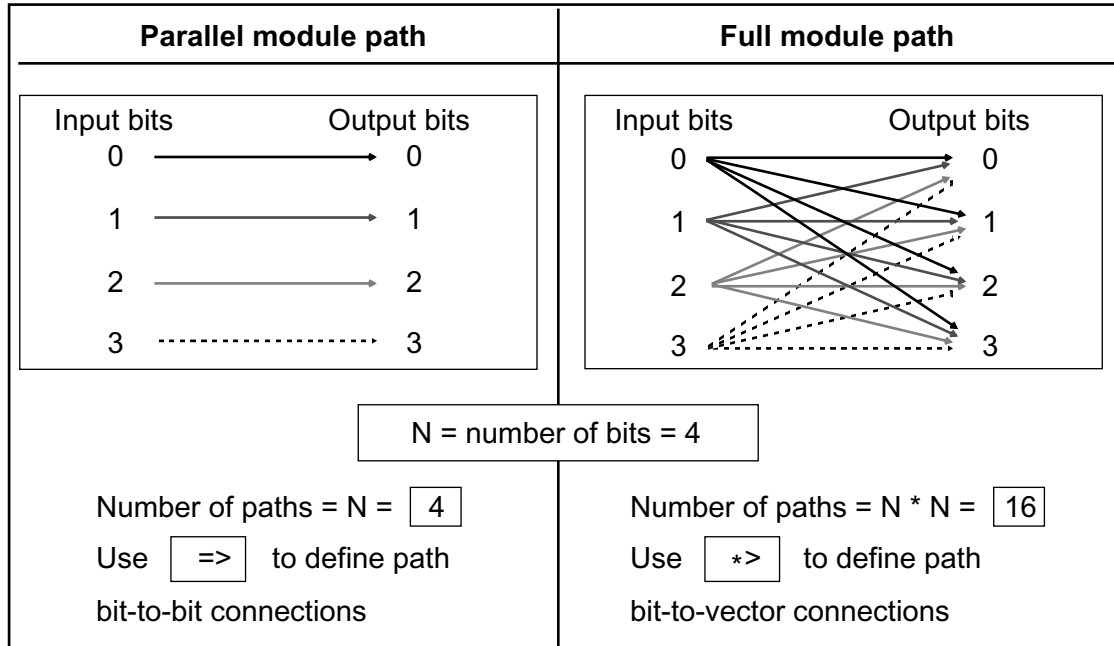 Parallel module path
Full module path
Input bits Output bits
0 0
1 1
2 2
3 3
Input bits Output bits
0 0
1 1
2 2
3 3
N = number of bits = 4
Number of paths = N = 4
Use => to define path
bit-to-bit connections
Number of paths = N * N = 16
Use *> to define path
bit-to-vector connections